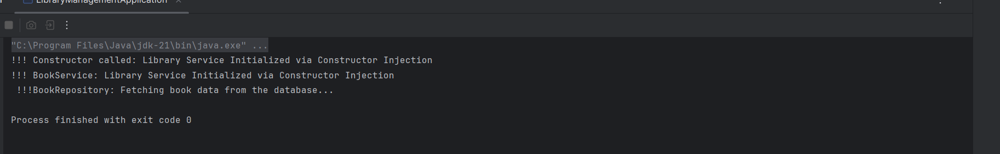 LibraryManagementApplication
"C:\Program Files\Java\jdk-21\bin\java.exe" ...
!!! Constructor called: Library Service Initialized via Constructor Injection
!!! BookService: Library Service Initialized via Constructor Injection
 !!!BookRepository: Fetching book data from the database...
Process finished with exit code 0